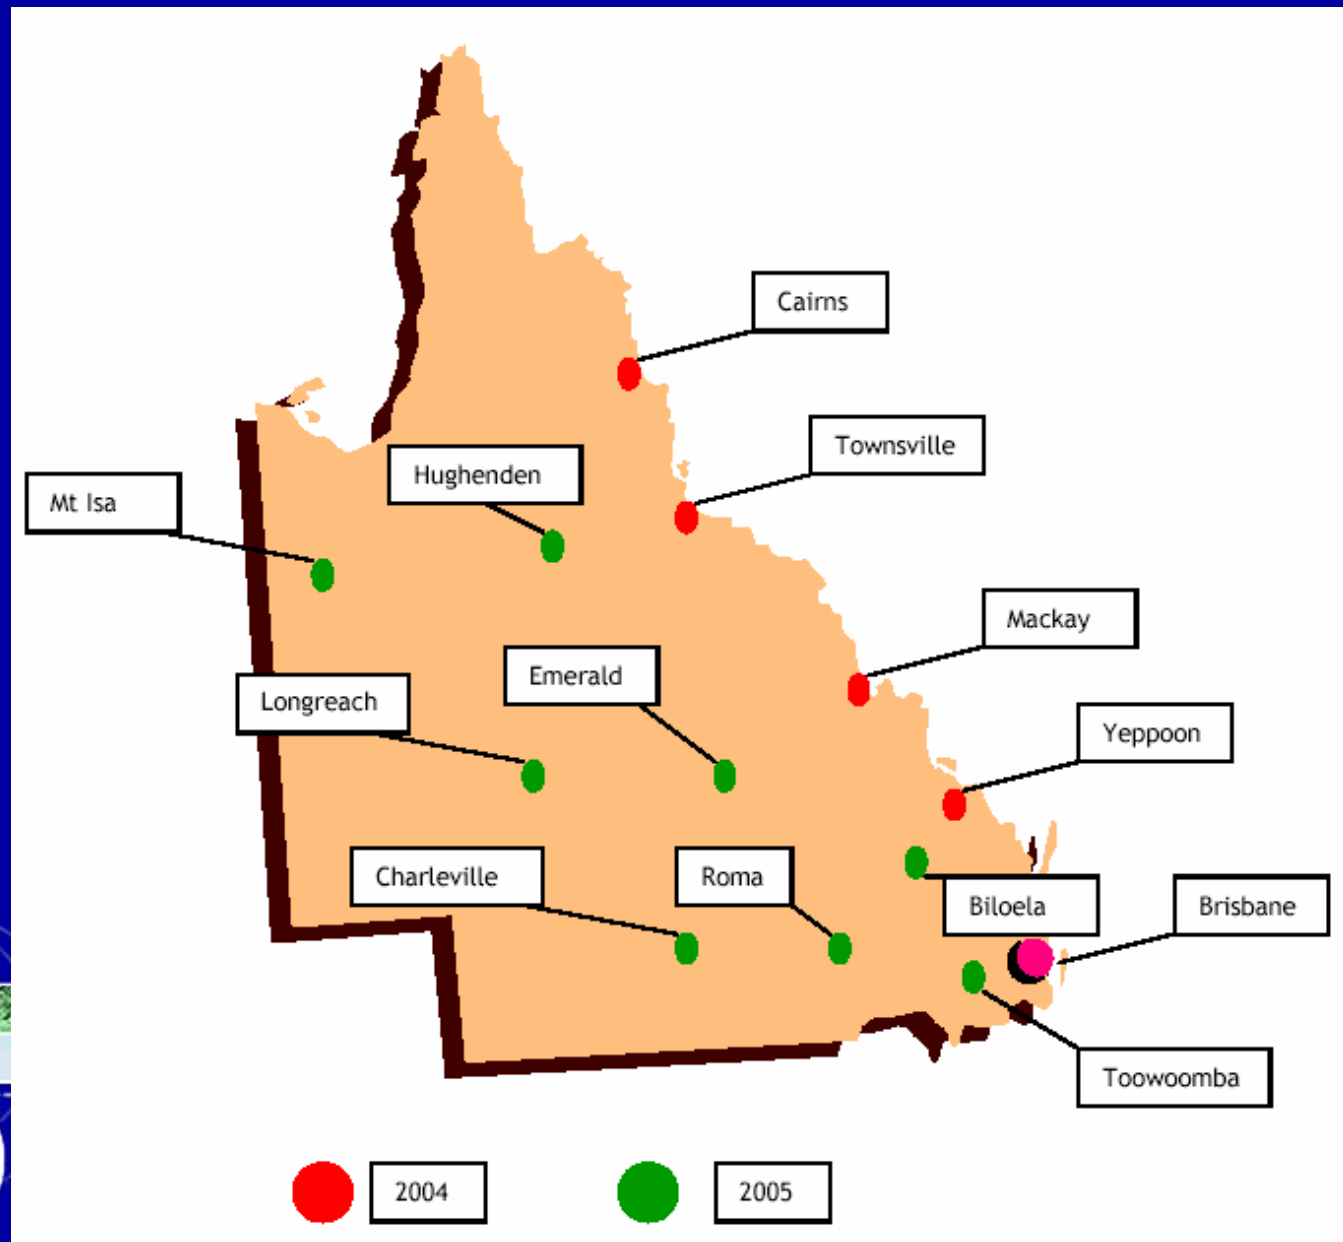 Cairns
Townsville
Hughenden
Mt Isa
Mackay
Emerald
Longreach
Yeppoon
Charleville
Roma
Biloela
Brisbane
Toowoomba
2004
2005